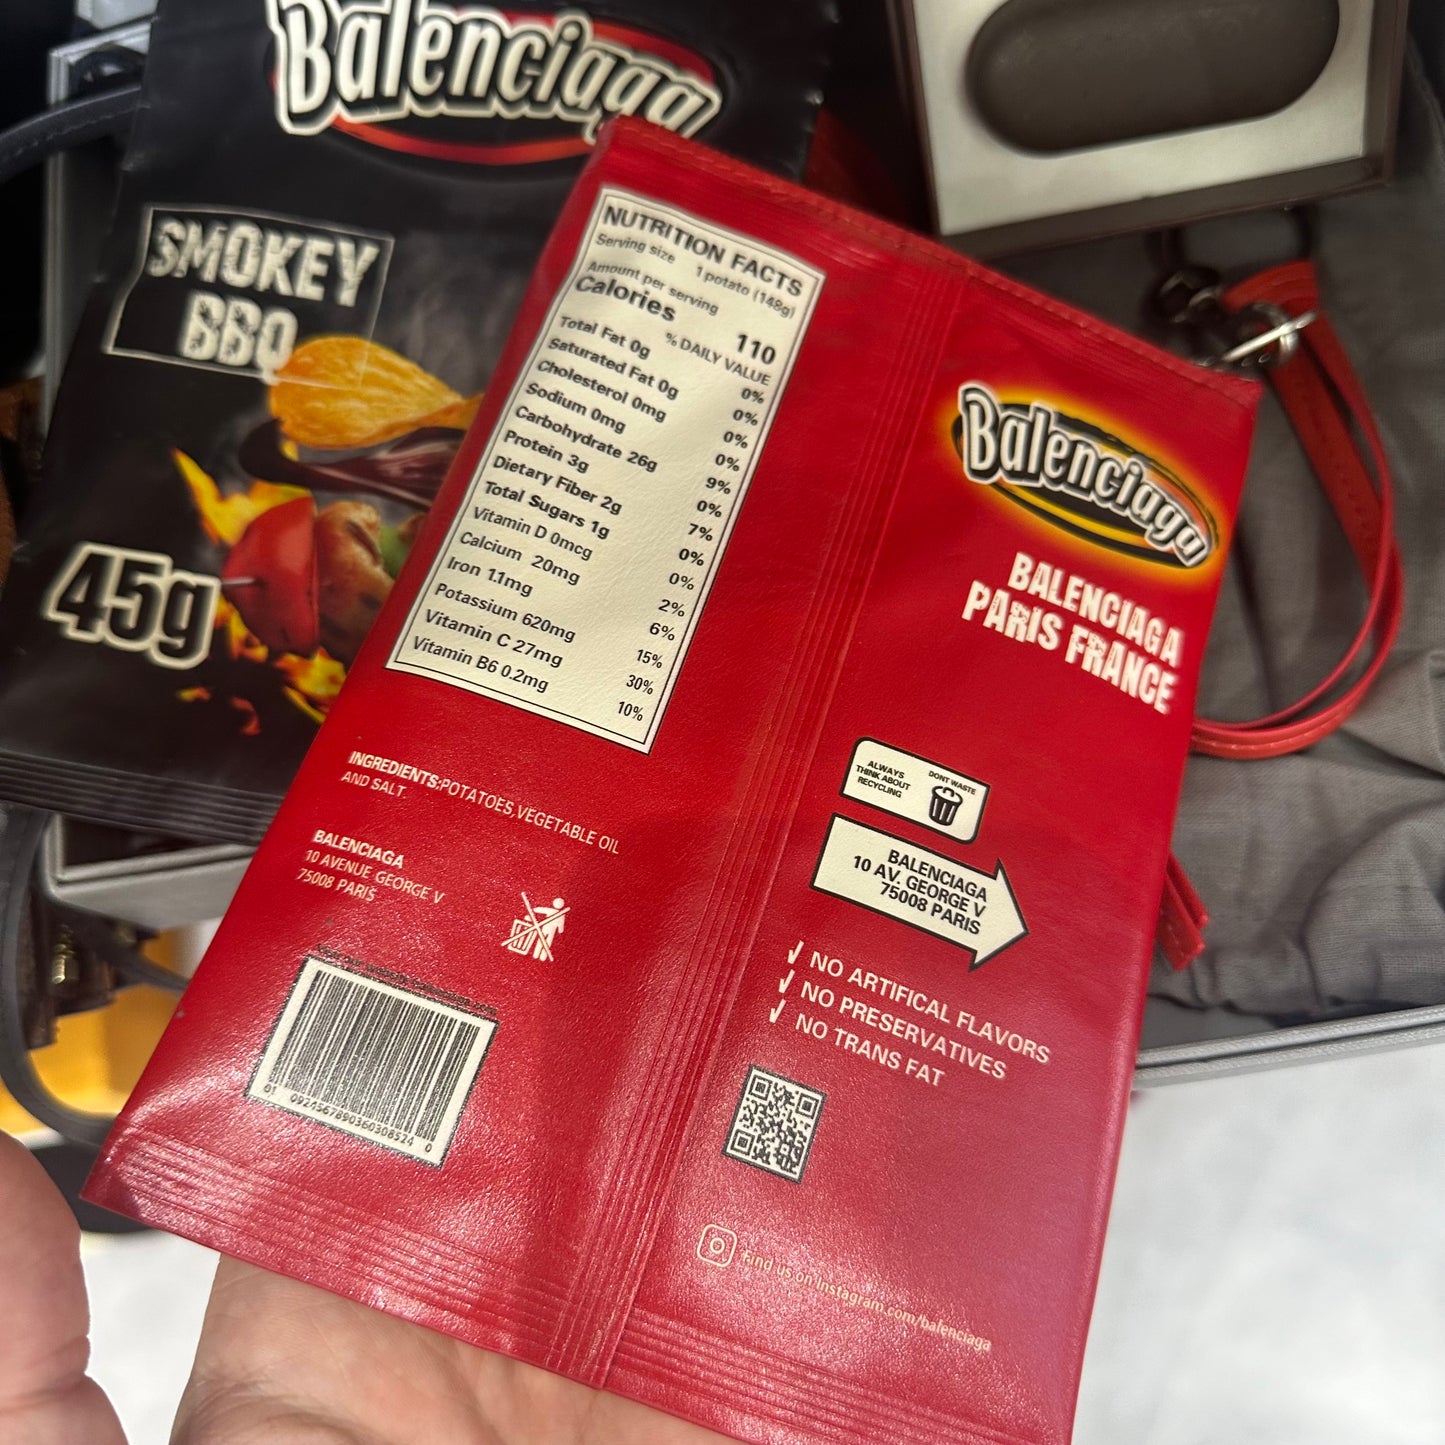 Balenciaga
SMOKEY
BBQ
45g
NUTRITION FACTS
Serving size 1 potato (148g)
Amount per serving
Calories 110
% DAILY VALUE
Total Fat 0g 0%
Saturated Fat 0g 0%
Cholesterol 0mg 0%
Sodium 0mg 0%
Carbohydrate 26g 9%
Protein 3g 0%
Dietary Fiber 2g 7%
Total Sugars 1g 0%
Vitamin D 0mcg 0%
Calcium 20mg 2%
Iron 1.1mg 6%
Potassium 620mg 15%
Vitamin C 27mg 30%
Vitamin B6 0.2mg 10%
INGREDIENTS:POTATOES,VEGETABLE OIL
AND SALT.
BALENCIAGA
10 AVENUE GEORGE V
75008 PARIS
01 09245678903603085240
Balenciaga
BALENCIAGA
PARIS FRANCE
ALWAYS
THINK ABOUT
RECYCLING
DONT WASTE
BALENCIAGA
10 AV. GEORGE V
75008 PARIS
NO ARTIFICAL FLAVORS
NO PRESERVATIVES
NO TRANS FAT
Find us on Instagram.com/balenciaga